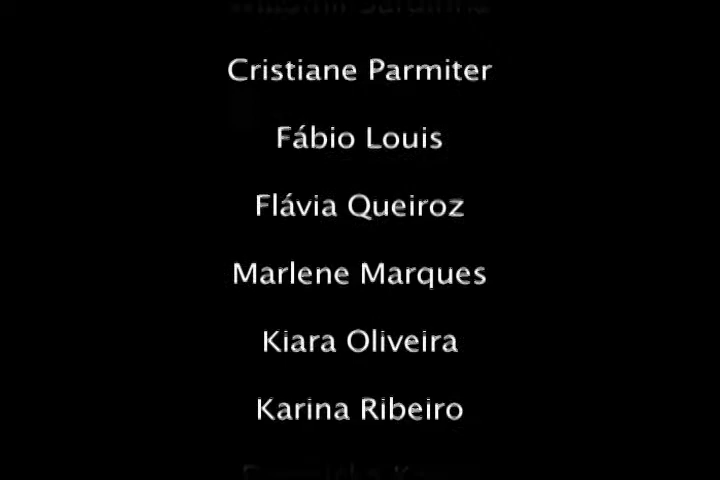 Cristiane Parmiter
Fábio Louis
Flávia Queiroz
Marlene Marques
Kiara Oliveira
Karina Ribeiro